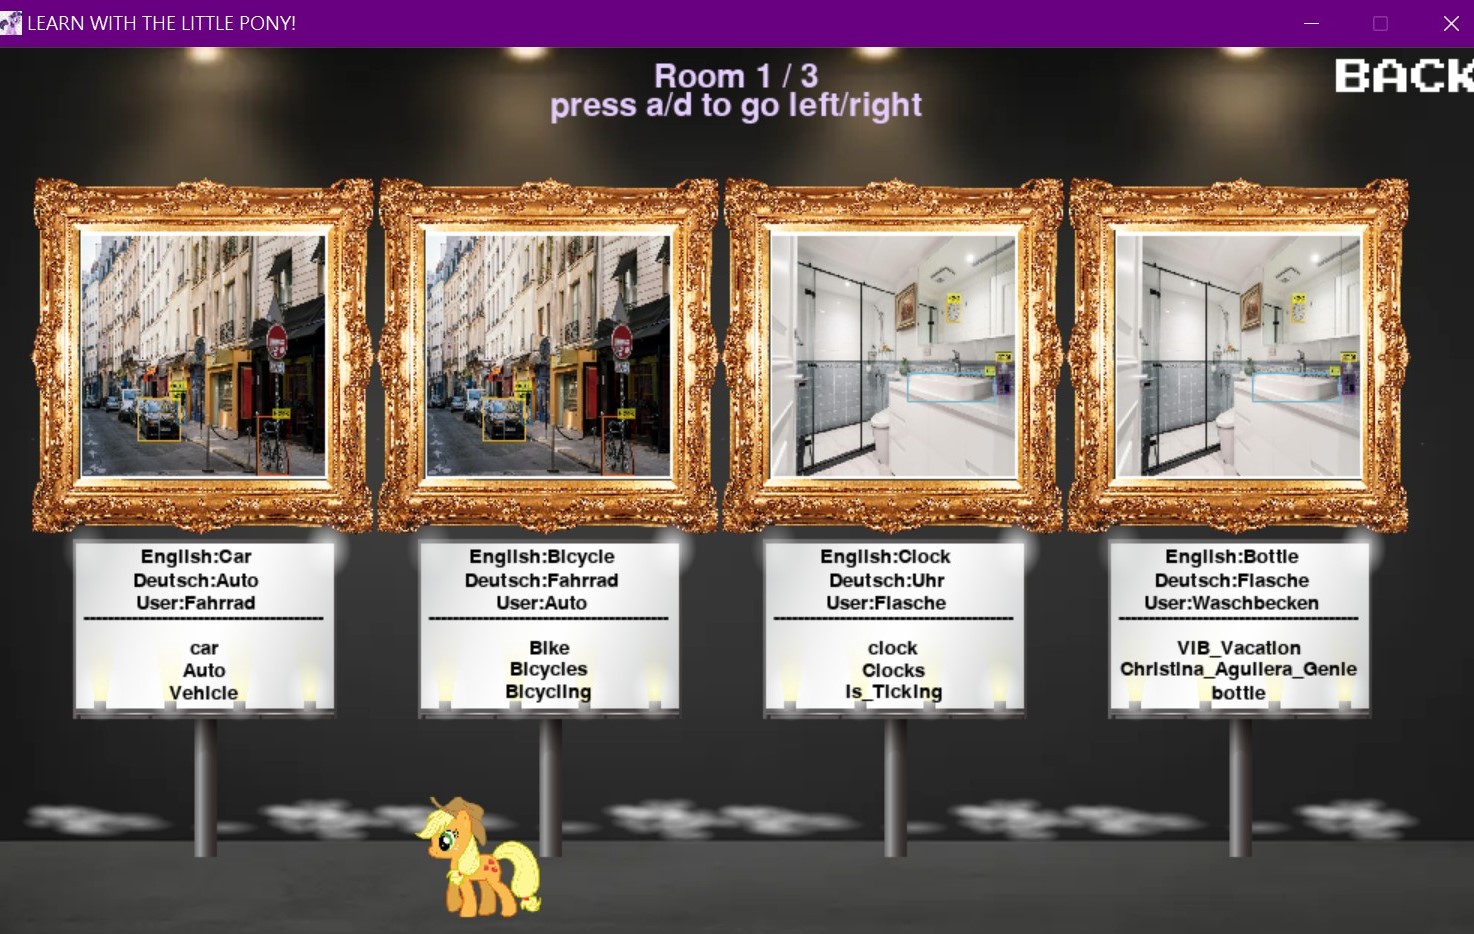 LEARN WITH THE LITTLE PONY!
Room 1 / 3
press a/d to go left/right
BACK
English:Car
Deutsch:Auto
User:Fahrrad
car
Auto
Vehicle
English:Bicycle
Deutsch:Fahrrad
User:Auto
Bike
Bicycles
Bicycling
English:Clock
Deutsch:Uhr
User:Flasche
clock
Clocks
Is_Ticking
English:Bottle
Deutsch:Flasche
User:Waschbecken
VIB_Vacation
Christina_Aguilera_Genie
bottle